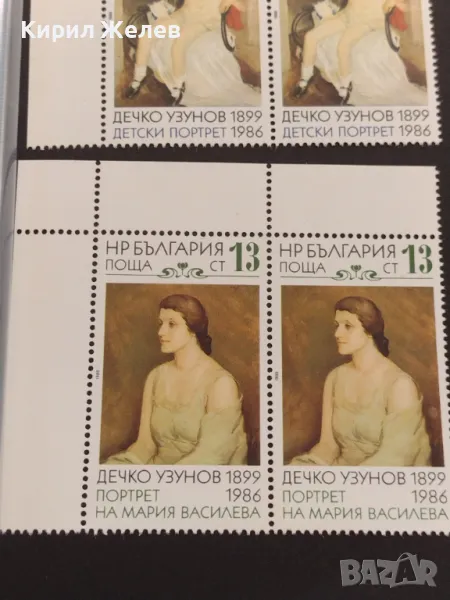 Кирил Желев
ДЕЧКО УЗУНОВ 1899
ДЕТСКИ ПОРТРЕТ 1986
ДЕЧКО УЗУНОВ 1899
ДЕТСКИ ПОРТРЕТ 1986
НР БЪЛГАРИЯ 13
ПОЩА СТ
НР БЪЛГАРИЯ 13
ПОЩА СТ
ДЕЧКО УЗУНОВ 1899
ПОРТРЕТ 1986
НА МАРИЯ ВАСИЛЕВА
ДЕЧКО УЗУНОВ 1899
ПОРТРЕТ 1986
НА МАРИЯ ВАСИЛЕВА
bazar